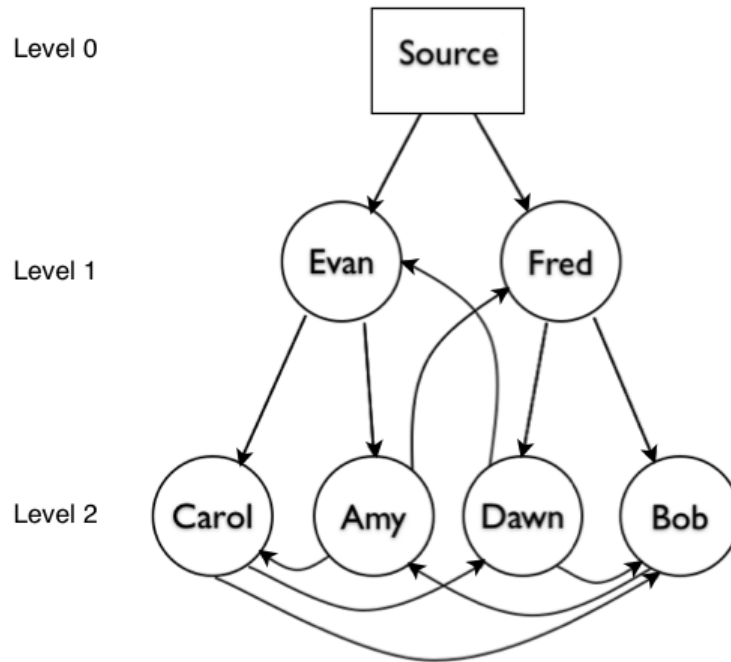 Level 0
Source
Level 1
Evan
Fred
Level 2
Carol
Amy
Dawn
Bob